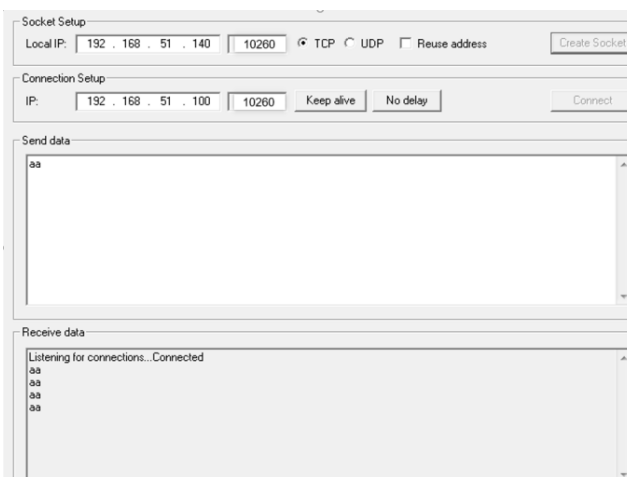 Socket Setup
Local IP: 192 . 168 . 51 . 140 10260 TCP UDP Reuse address Create Socket
Connection Setup
IP: 192 . 168 . 51 . 100 10260 Keep alive No delay Connect
Send data
aa
Receive data
Listening for connections...Connected
aa
aa
aa
aa